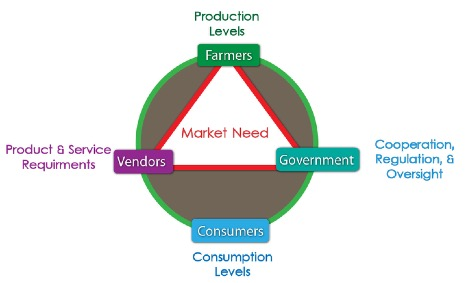 Production
Levels
Farmers
Market Need
Product & Service
Requirments
Vendors
Government
Cooperation,
Regulation, &
Oversight
Consumers
Consumption
Levels